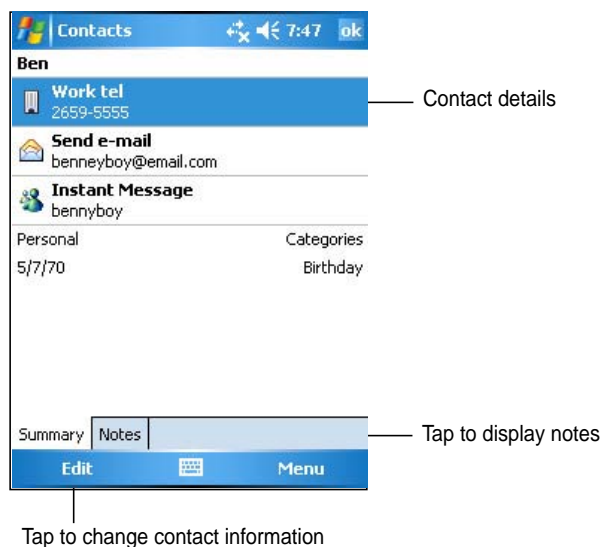 Contacts 7:47 ok
Ben
Work tel
2659-5555
Contact details
Send e-mail
benneyboy@email.com
Instant Message
bennyboy
Personal Categories
5/7/70 Birthday
Summary Notes
Tap to display notes
Edit Menu
Tap to change contact information